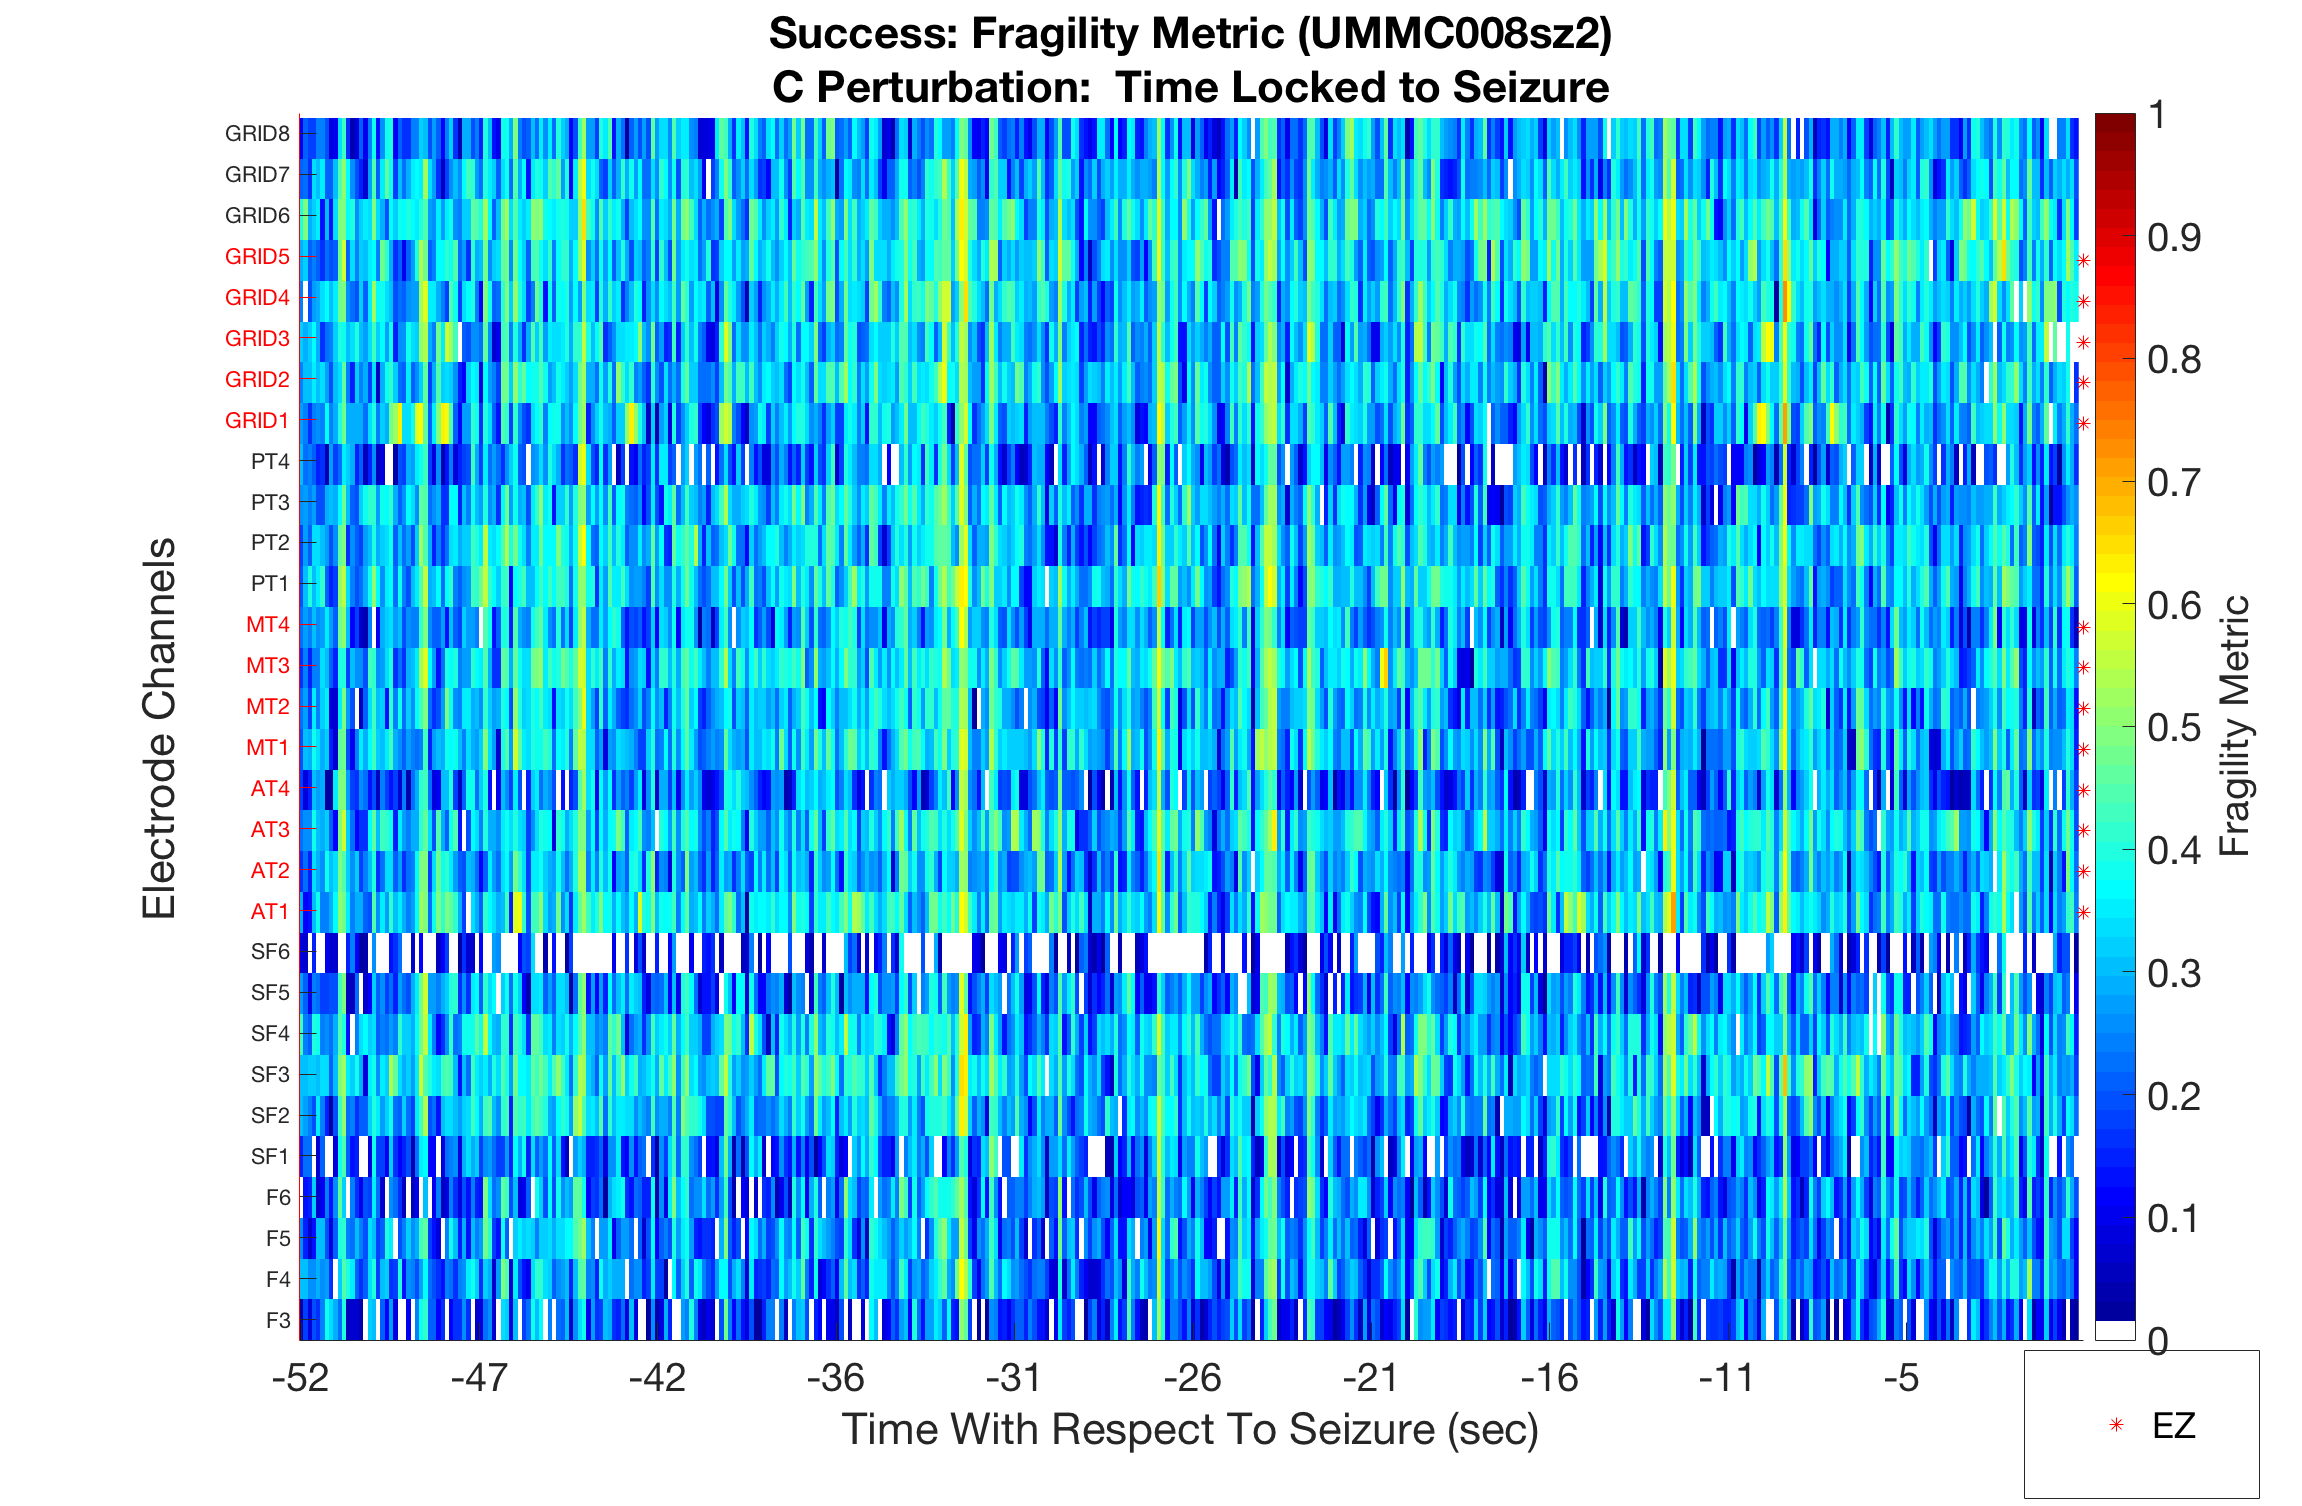 Success: Fragility Metric (UMMC008sz2)
C Perturbation:  Time Locked to Seizure
Electrode Channels
GRID8
GRID7
GRID6
GRID5
GRID4
GRID3
GRID2
GRID1
PT4
PT3
PT2
PT1
MT4
MT3
MT2
MT1
AT4
AT3
AT2
AT1
SF6
SF5
SF4
SF3
SF2
SF1
F6
F5
F4
F3
-52 -47 -42 -36 -31 -26 -21 -16 -11 -5
Time With Respect To Seizure (sec)
1
0.9
0.8
0.7
0.6
0.5
0.4
0.3
0.2
0.1
0
Fragility Metric
EZ